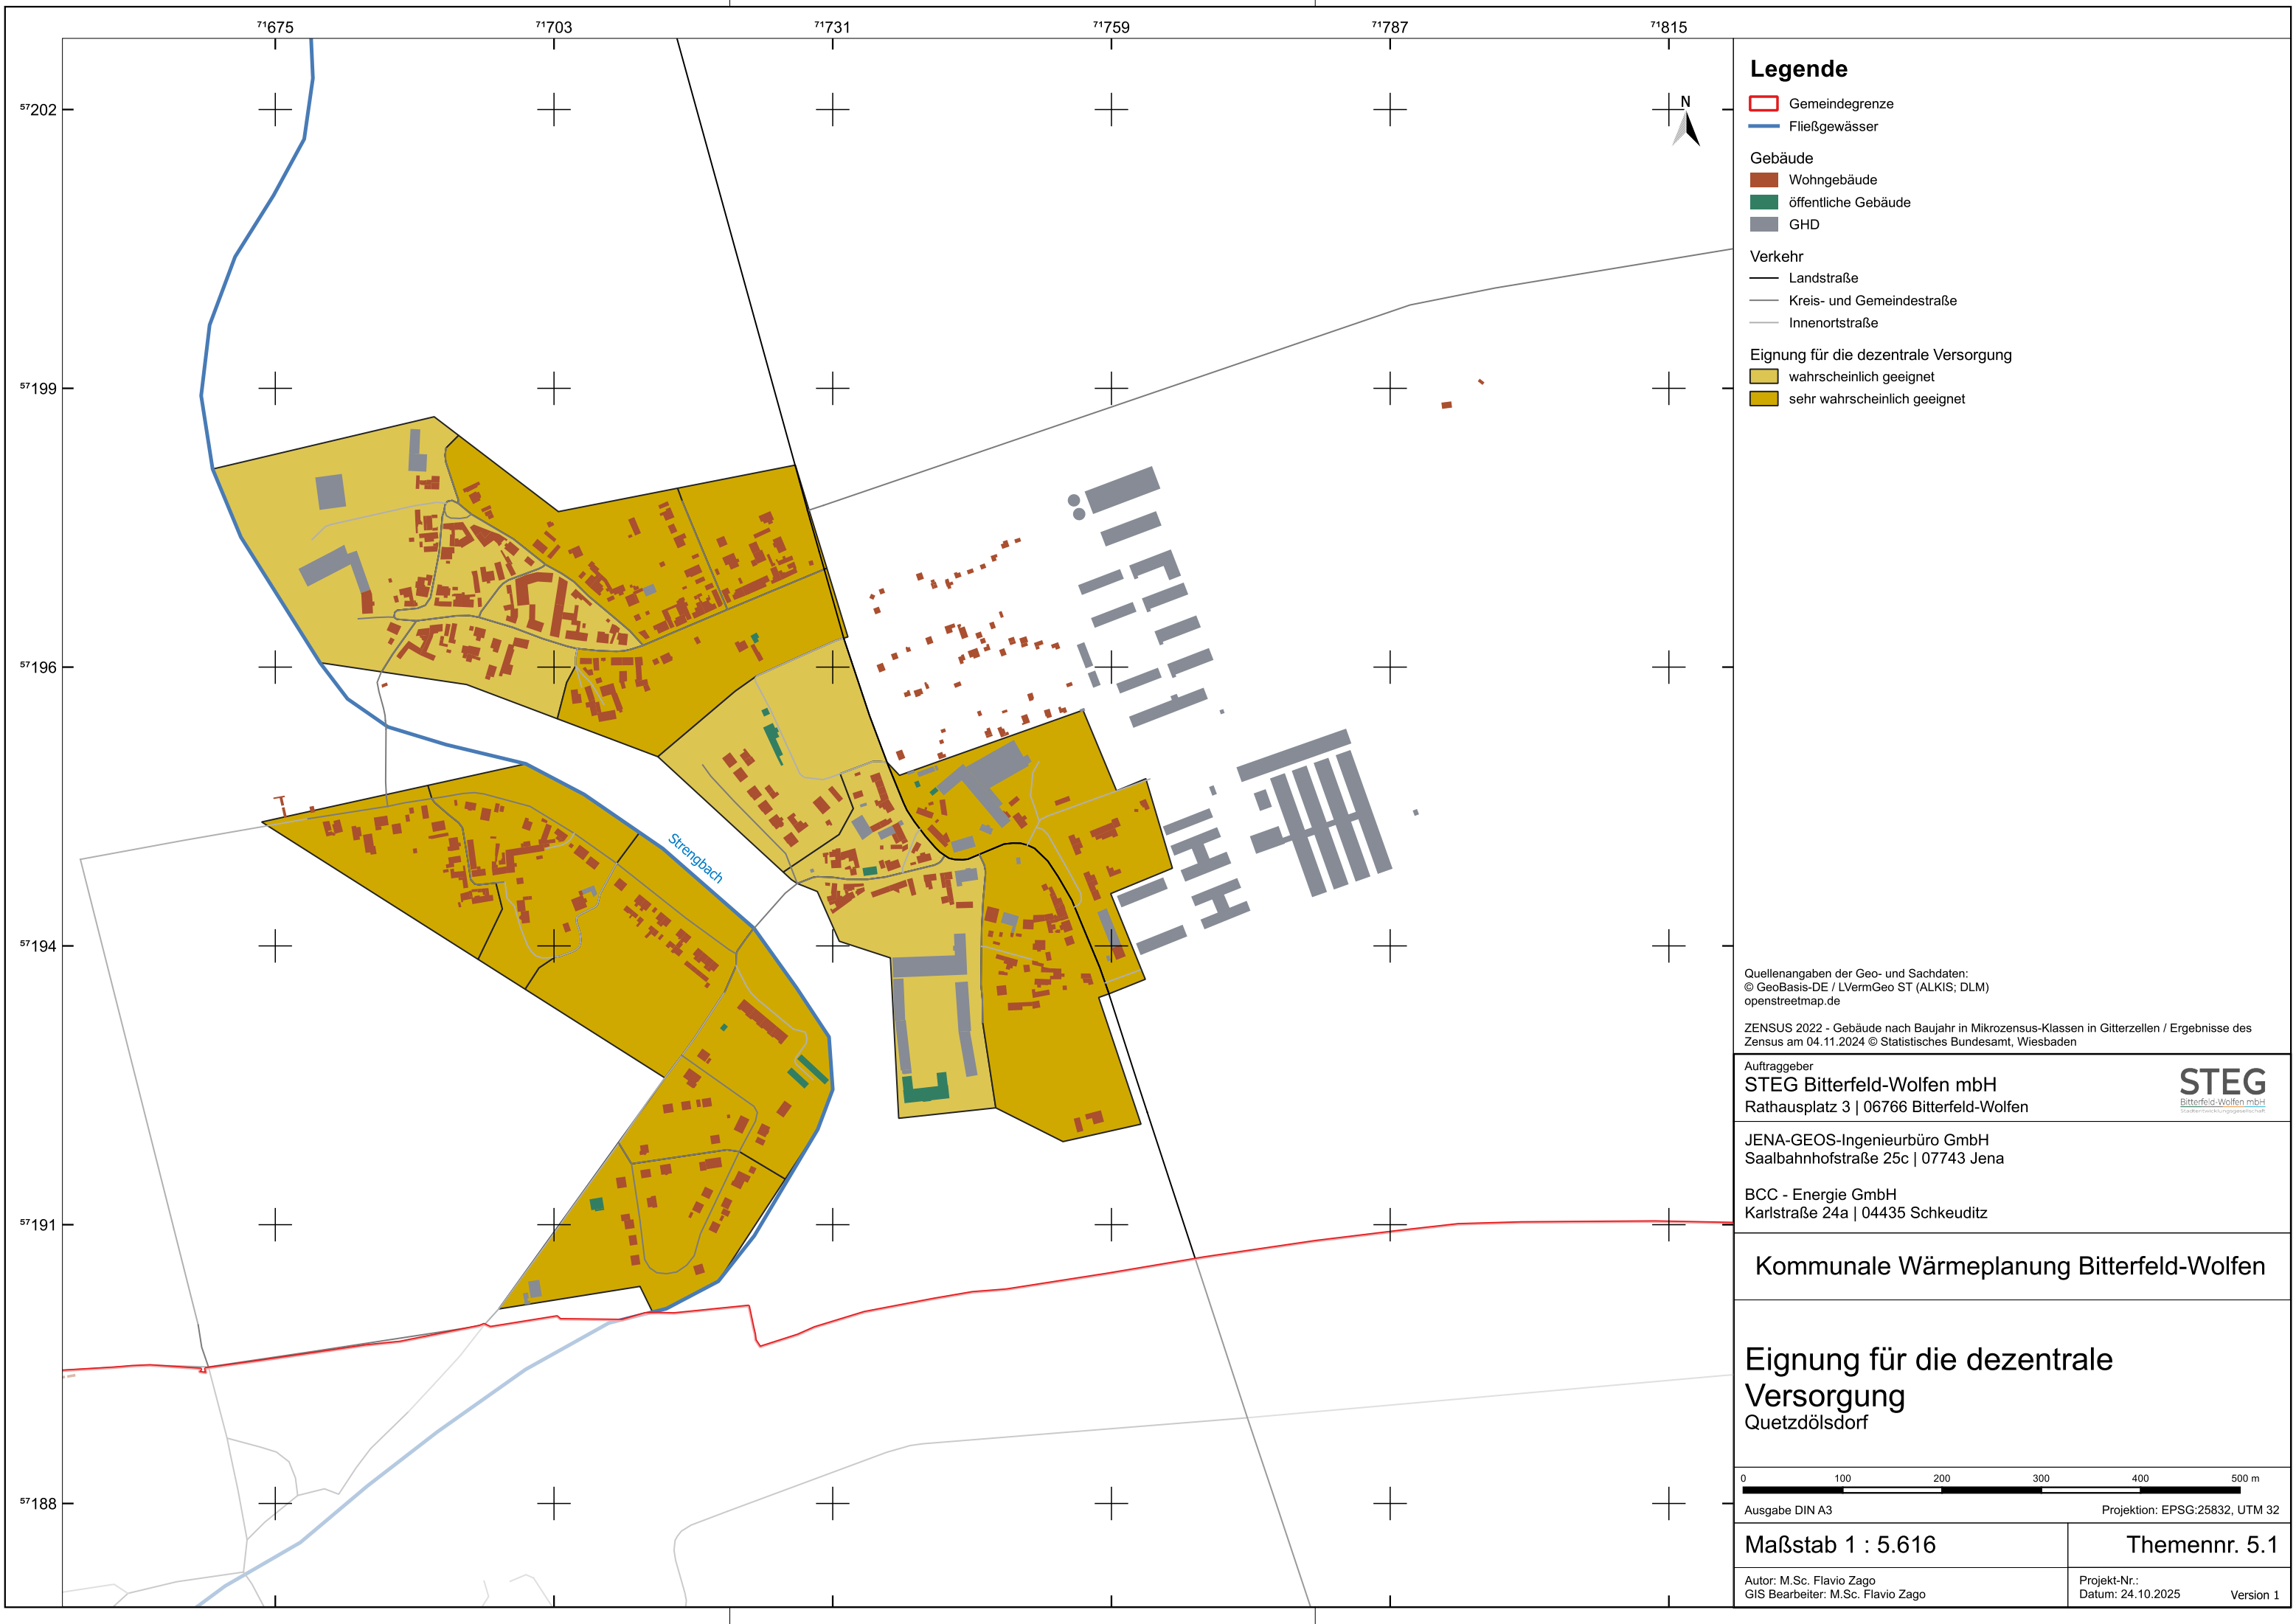 71675 71703 71731 71759 71787 71815
57202
57199
57196
57194
57191
57188
N
Strengbach
Legende
Gemeindegrenze
Fließgewässer
Gebäude
Wohngebäude
öffentliche Gebäude
GHD
Verkehr
Landstraße
Kreis- und Gemeindestraße
Innenortstraße
Eignung für die dezentrale Versorgung
wahrscheinlich geeignet
sehr wahrscheinlich geeignet
Quellenangaben der Geo- und Sachdaten:
© GeoBasis-DE / LVermGeo ST (ALKIS; DLM)
openstreetmap.de
ZENSUS 2022 - Gebäude nach Baujahr in Mikrozensus-Klassen in Gitterzellen / Ergebnisse des
Zensus am 04.11.2024 © Statistisches Bundesamt, Wiesbaden
Auftraggeber
STEG Bitterfeld-Wolfen mbH
Rathausplatz 3 | 06766 Bitterfeld-Wolfen
STEG
Bitterfeld-Wolfen mbH
Stadtentwicklungsgesellschaft
JENA-GEOS-Ingenieurbüro GmbH
Saalbahnhofstraße 25c | 07743 Jena
BCC - Energie GmbH
Karlstraße 24a | 04435 Schkeuditz
Kommunale Wärmeplanung Bitterfeld-Wolfen
Eignung für die dezentrale
Versorgung
Quetzdölsdorf
0 100 200 300 400 500 m
Ausgabe DIN A3 Projektion: EPSG:25832, UTM 32
Maßstab 1 : 5.616 Themennr. 5.1
Autor: M.Sc. Flavio Zago
GIS Bearbeiter: M.Sc. Flavio Zago
Projekt-Nr.:
Datum: 24.10.2025 Version 1